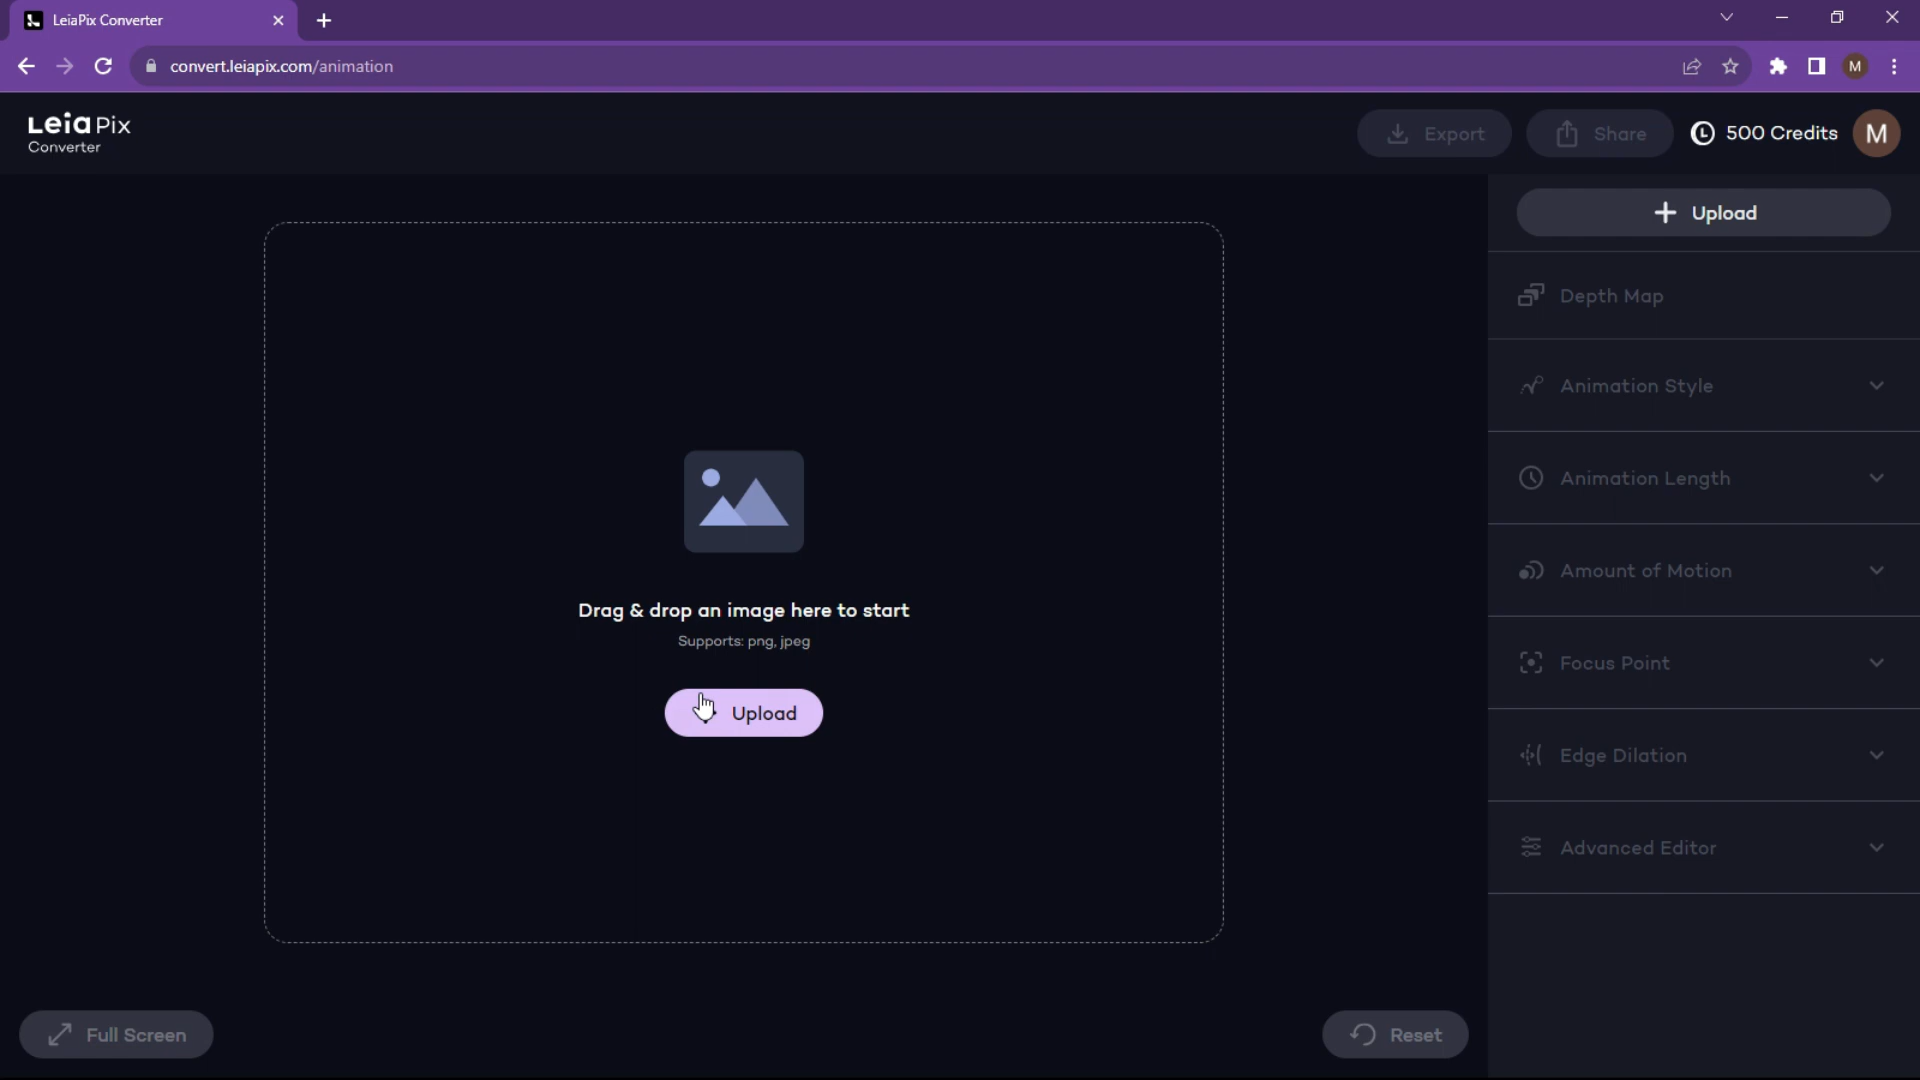 LeiaPix Converter
convert.leiapix.com/animation
M
Leia Pix
Converter
Export
Share
500 Credits
M
Upload
Depth Map
Animation Style
Animation Length
Amount of Motion
Focus Point
Edge Dilation
Advanced Editor
Drag & drop an image here to start
Supports: png, jpeg
Upload
Full Screen
Reset